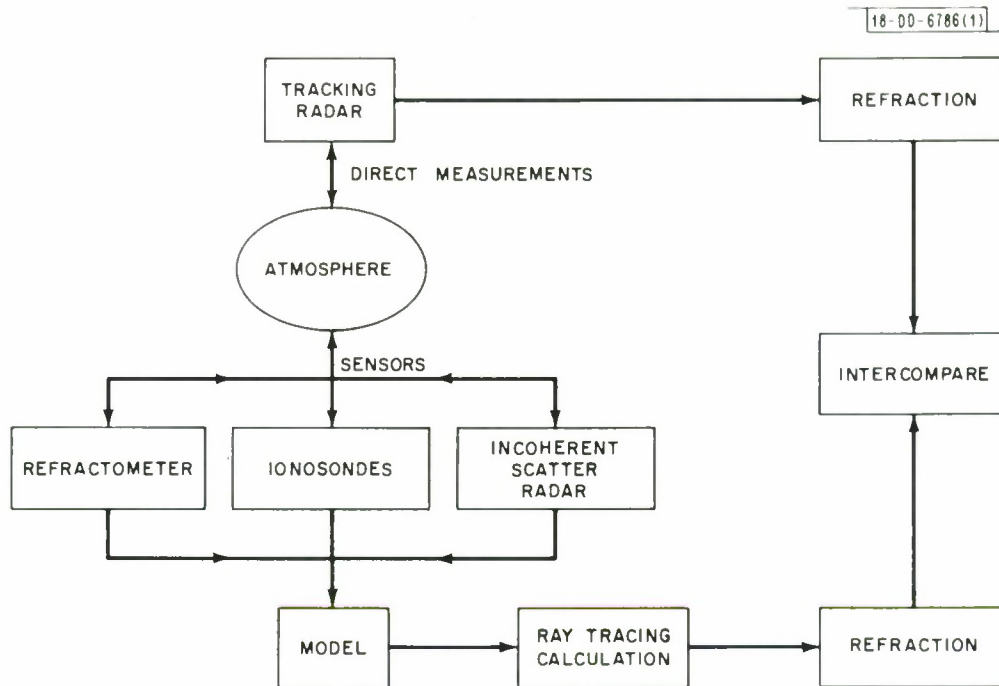 18-DD-6786(1)
TRACKING
RADAR
REFRACTION
DIRECT MEASUREMENTS
ATMOSPHERE
SENSORS
INTERCOMPARE
REFRACTOMETER
IONOSONDES
INCOHERENT
SCATTER
RADAR
MODEL
RAY TRACING
CALCULATION
REFRACTION